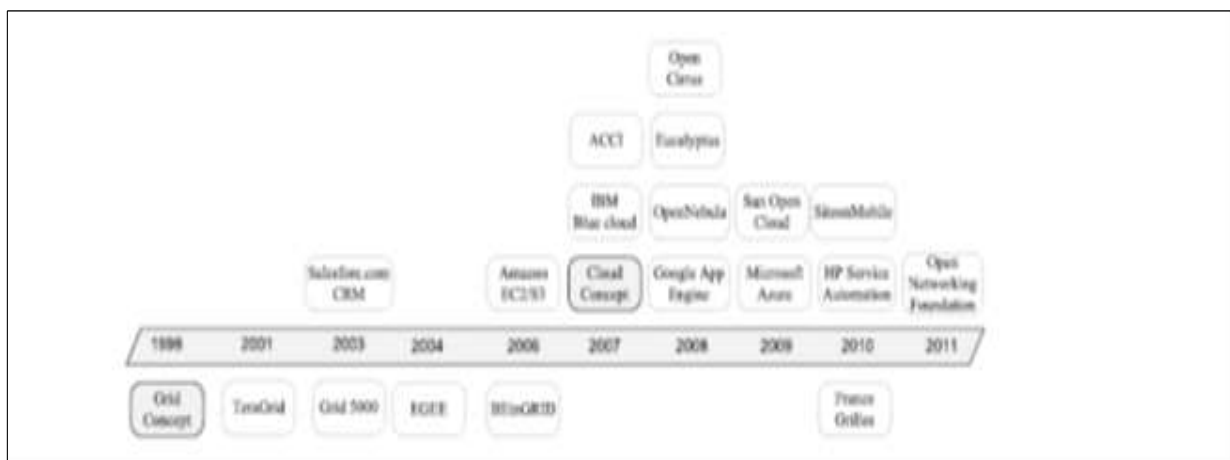 Open
Cirrus
ACCI
Eucalyptus
IBM
Blue cloud
OpenNebula
Sun Open
Cloud
Salesforce.com
CRM
Amazon
EC2/S3
Cloud
Concept
Google App
Engine
Microsoft
Azure
HP Service
Automation
Open
Networking
Foundation
1998
2001
2003
2004
2006
2007
2008
2009
2010
2011
Grid
Concept
TeraGrid
Grid 5000
EGEE
BEinGRID
France
Grilles